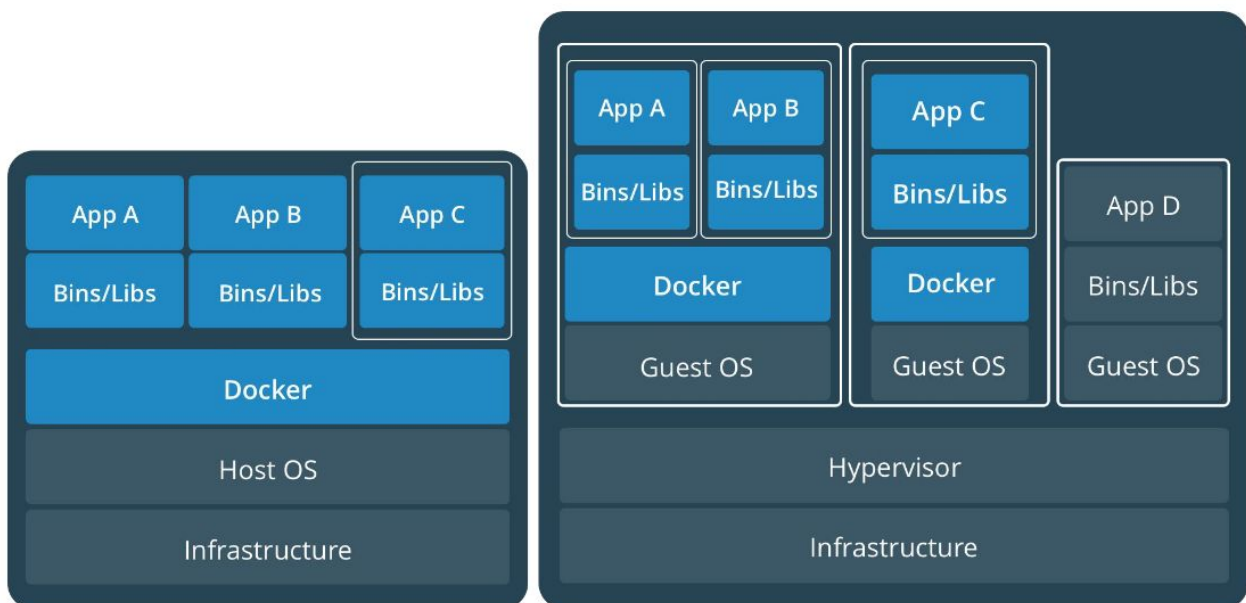 App A
App B
App C
Bins/Libs
Bins/Libs
Bins/Libs
Docker
Host OS
Infrastructure
App A
App B
Bins/Libs
Bins/Libs
Docker
Guest OS
App C
Bins/Libs
Docker
Guest OS
App D
Bins/Libs
Guest OS
Hypervisor
Infrastructure